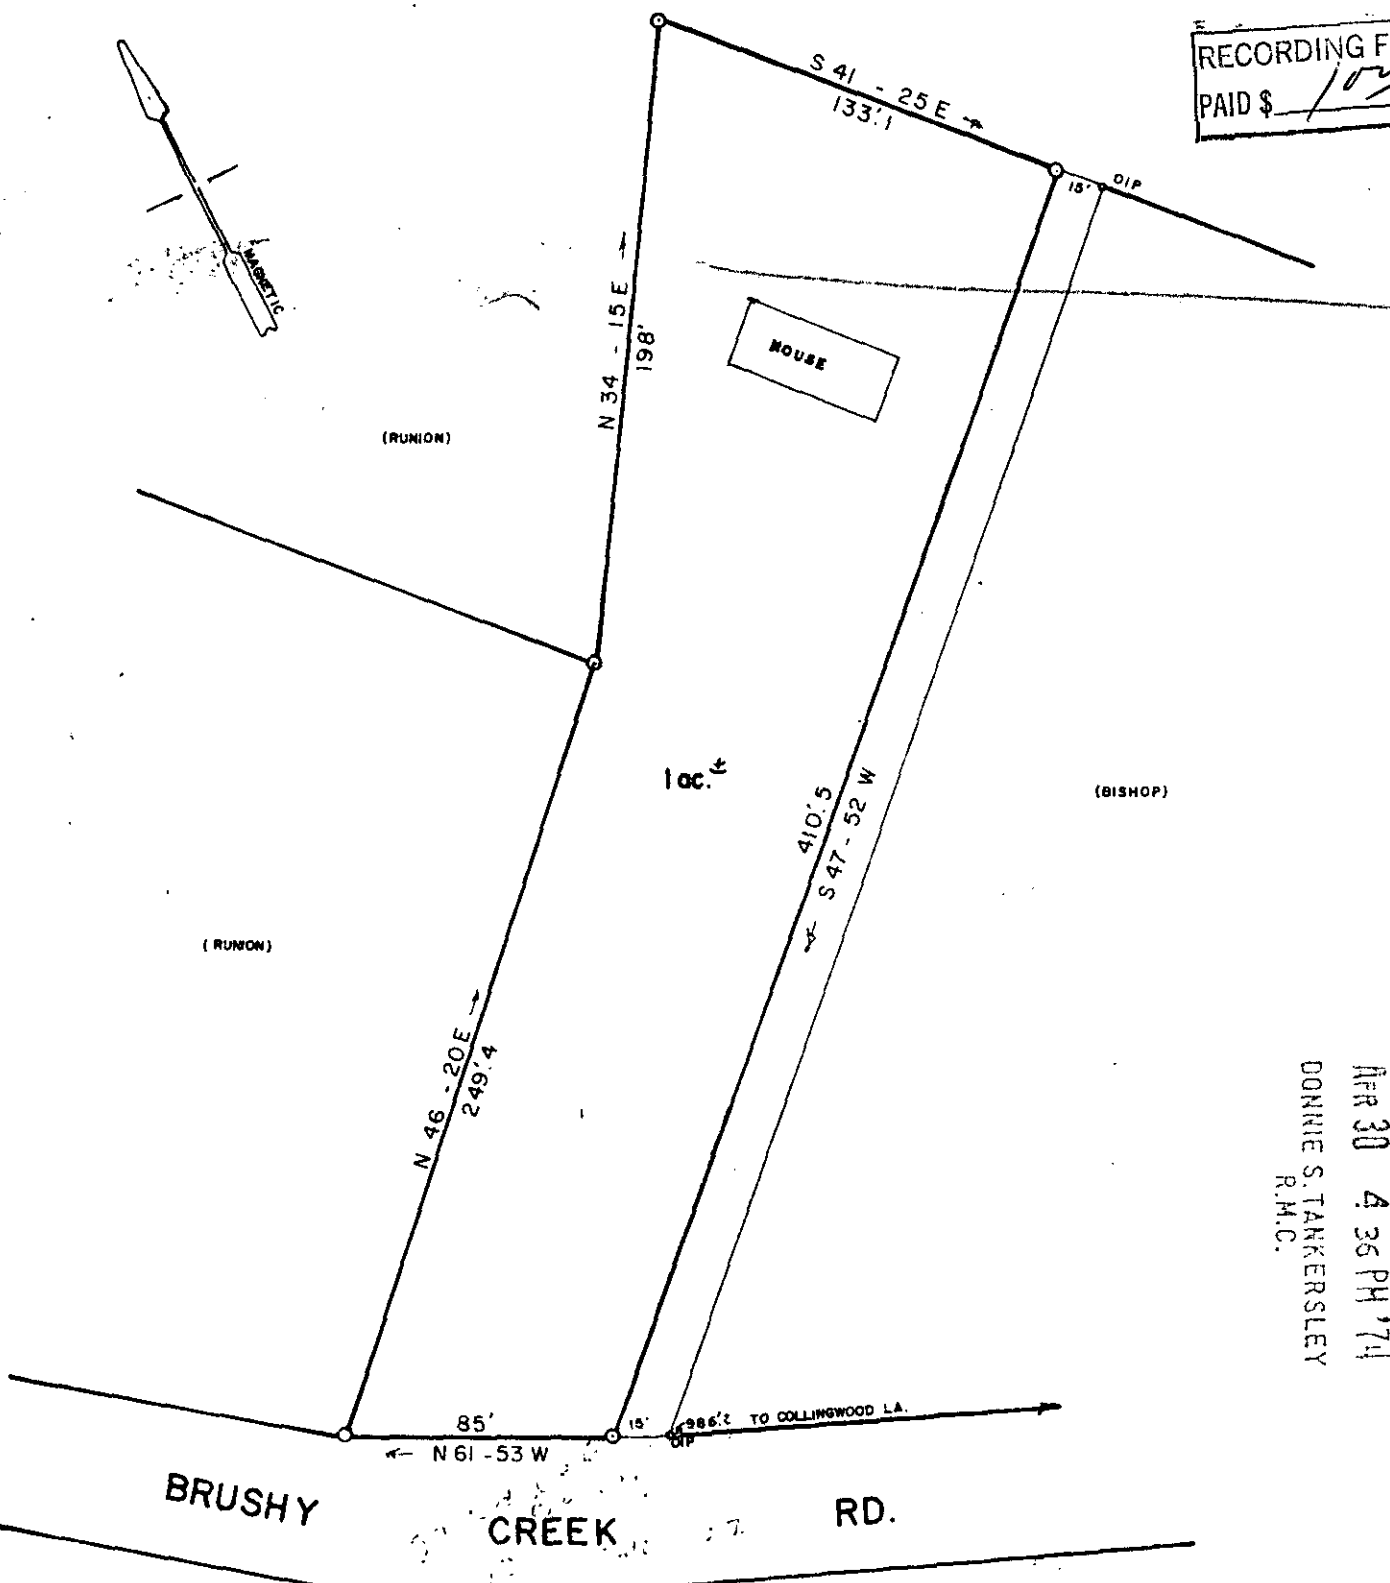 RECORDING F
PAID $
S 41 - 25 E
133.'1
15'
OIP
MAGNETIC
N 34 - 15 E
198'
HOUSE
(RUNION)
1 ac.±
410.'5
S 47 - 52 W
(BISHOP)
(RUNION)
N 46 - 20 E
249.'4
APR 30 4 36 PM '74
DONNIE S. TANKERSLEY
R.M.C.
85'
N 61 - 53 W
15'
986.'2 TO COLLINGWOOD LA.
OIP
BRUSHY CREEK RD.